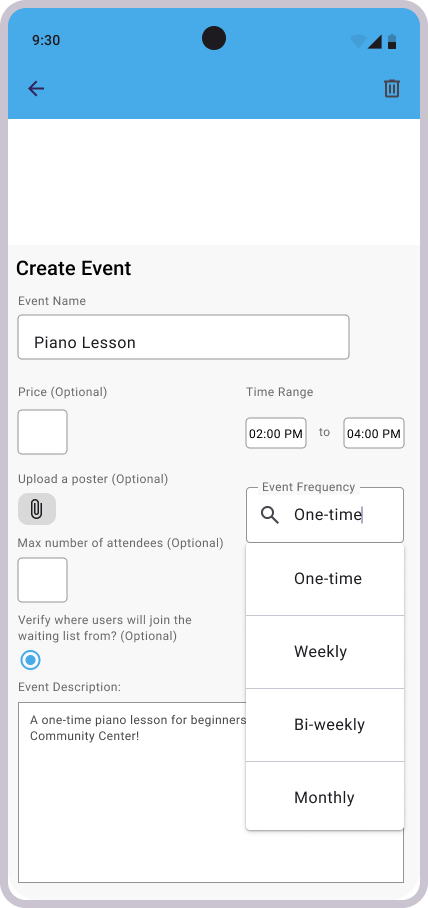 9:30
Create Event
Event Name
Piano Lesson
Price (Optional)
Time Range
02:00 PM to 04:00 PM
Upload a poster (Optional)
Event Frequency
One-time
Max number of attendees (Optional)
One-time
Verify where users will join the
waiting list from? (Optional)
Weekly
Bi-weekly
Monthly
Event Description:
A one-time piano lesson for beginners
Community Center!